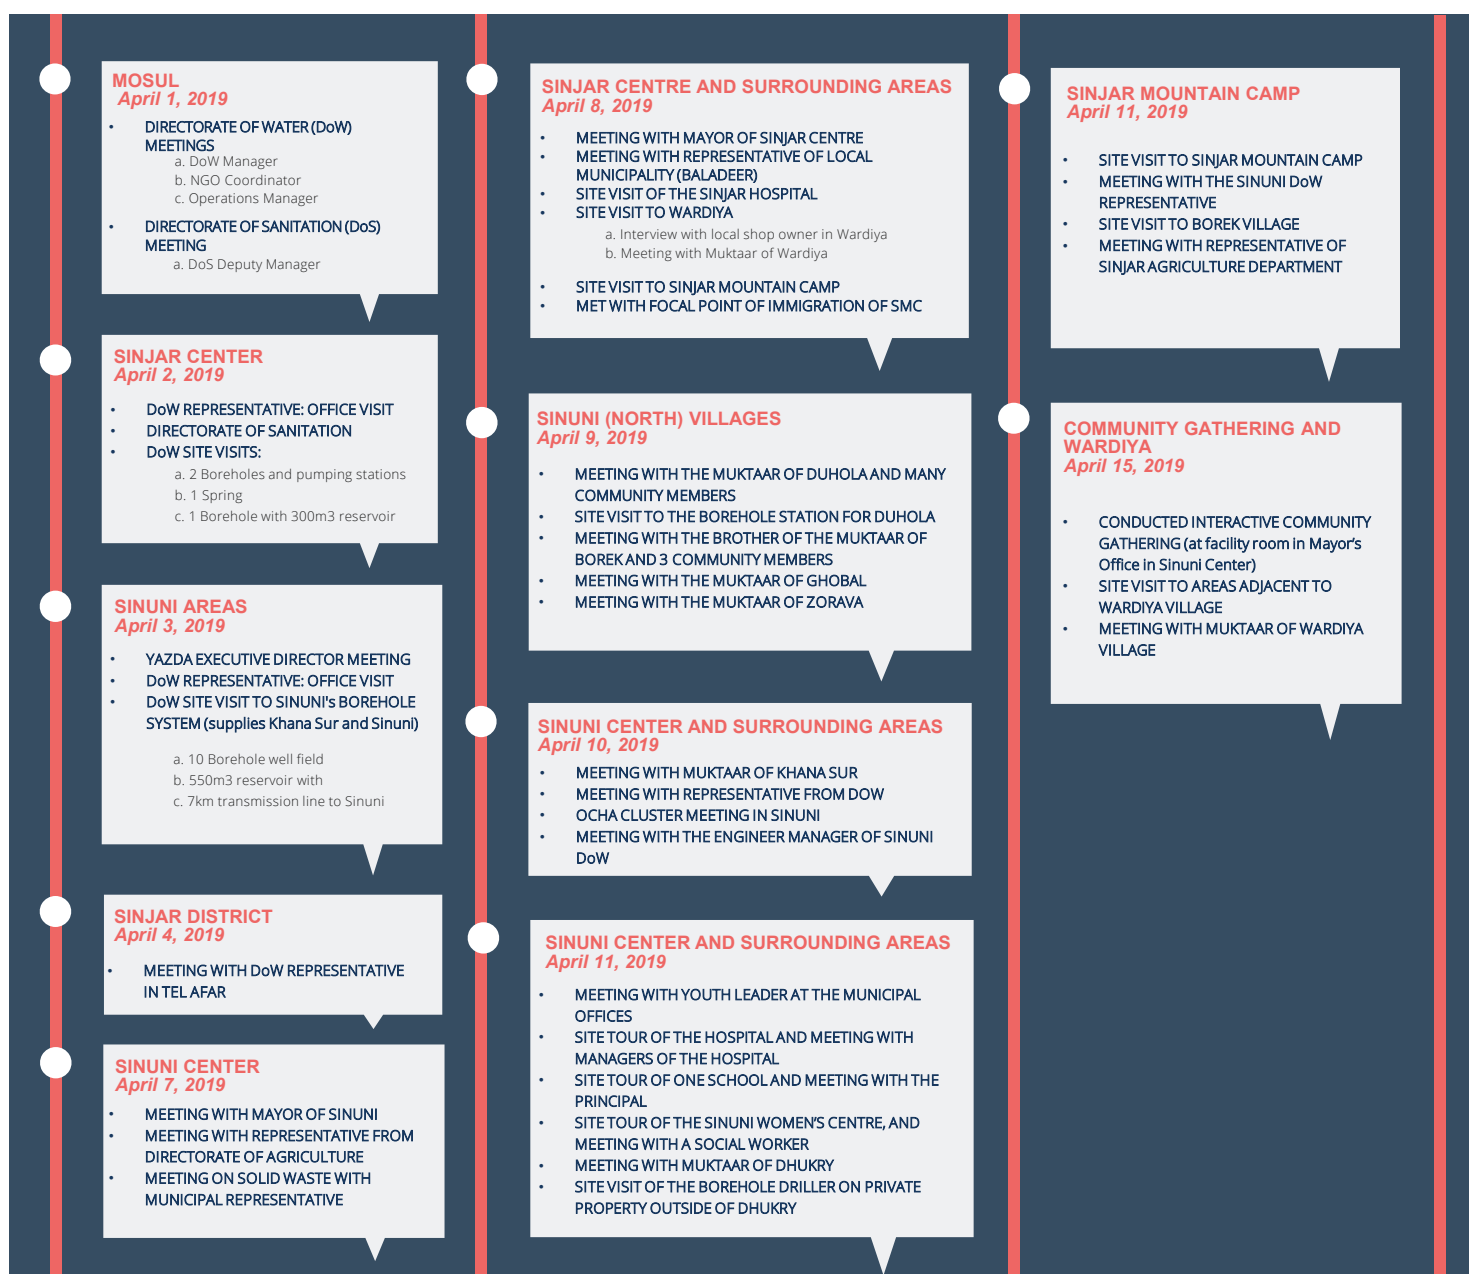 MOSUL
April 1, 2019
• DIRECTORATE OF WATER (DoW)
MEETINGS
a. DoW Manager
b. NGO Coordinator
c. Operations Manager
• DIRECTORATE OF SANITATION (DoS)
MEETING
a. DoS Deputy Manager
SINJAR CENTER
April 2, 2019
• DoW REPRESENTATIVE: OFFICE VISIT
• DIRECTORATE OF SANITATION
• DoW SITE VISITS:
a. 2 Boreholes and pumping stations
b. 1 Spring
c. 1 Borehole with 300m3 reservoir
SINUNI AREAS
April 3, 2019
• YAZDA EXECUTIVE DIRECTOR MEETING
• DoW REPRESENTATIVE: OFFICE VISIT
• DoW SITE VISIT TO SINUNI's BOREHOLE
SYSTEM (supplies Khana Sur and Sinuni)
a. 10 Borehole well field
b. 550m3 reservoir with
c. 7km transmission line to Sinuni
SINJAR DISTRICT
April 4, 2019
• MEETING WITH DoW REPRESENTATIVE
IN TEL AFAR
SINUNI CENTER
April 7, 2019
• MEETING WITH MAYOR OF SINUNI
• MEETING WITH REPRESENTATIVE FROM
DIRECTORATE OF AGRICULTURE
• MEETING ON SOLID WASTE WITH
MUNICIPAL REPRESENTATIVE
SINJAR CENTRE AND SURROUNDING AREAS
April 8, 2019
• MEETING WITH MAYOR OF SINJAR CENTRE
• MEETING WITH REPRESENTATIVE OF LOCAL
MUNICIPALITY (BALADEER)
• SITE VISIT OF THE SINJAR HOSPITAL
• SITE VISIT TO WARDIYA
a. Interview with local shop owner in Wardiya
b. Meeting with Muktaar of Wardiya
• SITE VISIT TO SINJAR MOUNTAIN CAMP
• MET WITH FOCAL POINT OF IMMIGRATION OF SMC
SINUNI (NORTH) VILLAGES
April 9, 2019
• MEETING WITH THE MUKTAAR OF DUHOLA AND MANY
COMMUNITY MEMBERS
• SITE VISIT TO THE BOREHOLE STATION FOR DUHOLA
• MEETING WITH THE BROTHER OF THE MUKTAAR OF
BOREK AND 3 COMMUNITY MEMBERS
• MEETING WITH THE MUKTAAR OF GHOBAL
• MEETING WITH THE MUKTAAR OF ZORAVA
SINUNI CENTER AND SURROUNDING AREAS
April 10, 2019
• MEETING WITH MUKTAAR OF KHANA SUR
• MEETING WITH REPRESENTATIVE FROM DOW
• OCHA CLUSTER MEETING IN SINUNI
• MEETING WITH THE ENGINEER MANAGER OF SINUNI
DoW
SINUNI CENTER AND SURROUNDING AREAS
April 11, 2019
• MEETING WITH YOUTH LEADER AT THE MUNICIPAL
OFFICES
• SITE TOUR OF THE HOSPITAL AND MEETING WITH
MANAGERS OF THE HOSPITAL
• SITE TOUR OF ONE SCHOOL AND MEETING WITH THE
PRINCIPAL
• SITE TOUR OF THE SINUNI WOMEN’S CENTRE, AND
MEETING WITH A SOCIAL WORKER
• MEETING WITH MUKTAAR OF DHUKRY
• SITE VISIT OF THE BOREHOLE DRILLER ON PRIVATE
PROPERTY OUTSIDE OF DHUKRY
SINJAR MOUNTAIN CAMP
April 11, 2019
• SITE VISIT TO SINJAR MOUNTAIN CAMP
• MEETING WITH THE SINUNI DoW
REPRESENTATIVE
• SITE VISIT TO BOREK VILLAGE
• MEETING WITH REPRESENTATIVE OF
SINJAR AGRICULTURE DEPARTMENT
COMMUNITY GATHERING AND
WARDIYA
April 15, 2019
• CONDUCTED INTERACTIVE COMMUNITY
GATHERING (at facility room in Mayor’s
Office in Sinuni Center)
• SITE VISIT TO AREAS ADJACENT TO
WARDIYA VILLAGE
• MEETING WITH MUKTAAR OF WARDIYA
VILLAGE